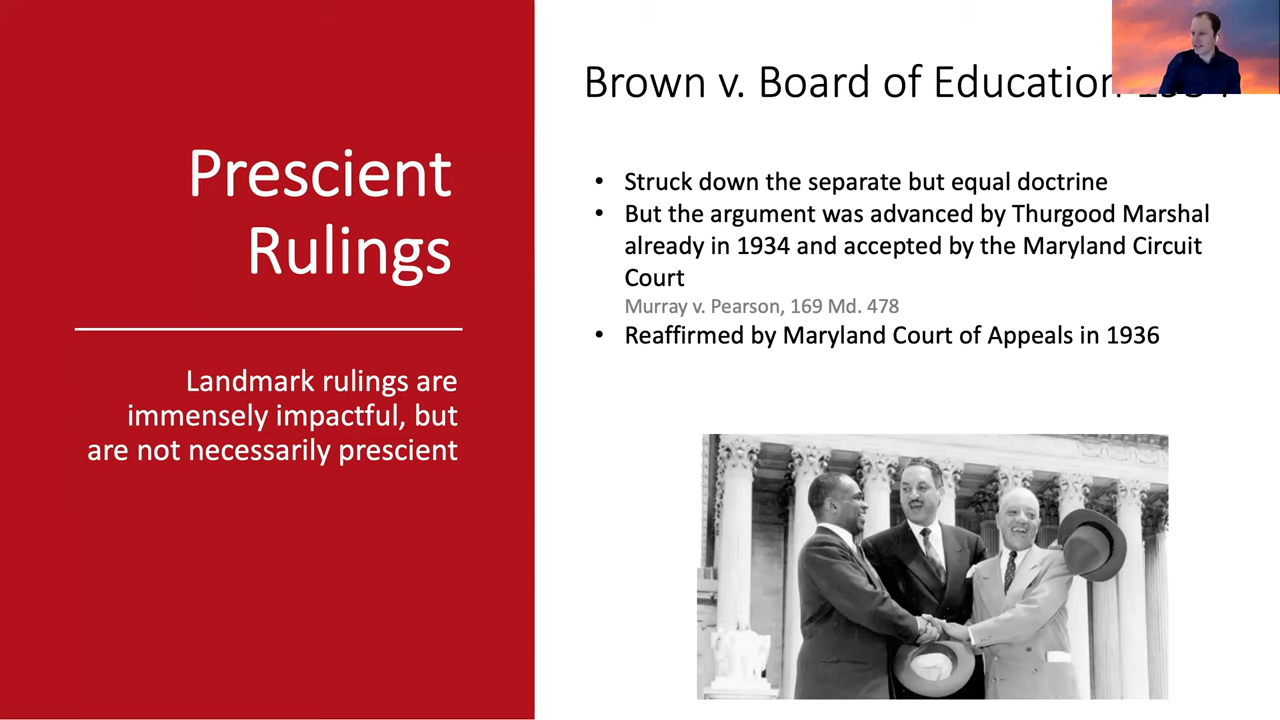 Prescient
Rulings
Landmark rulings are
immensely impactful, but
are not necessarily prescient
Brown v. Board of Education
• Struck down the separate but equal doctrine
• But the argument was advanced by Thurgood Marshal
already in 1934 and accepted by the Maryland Circuit
Court
Murray v. Pearson, 169 Md. 478
• Reaffirmed by Maryland Court of Appeals in 1936